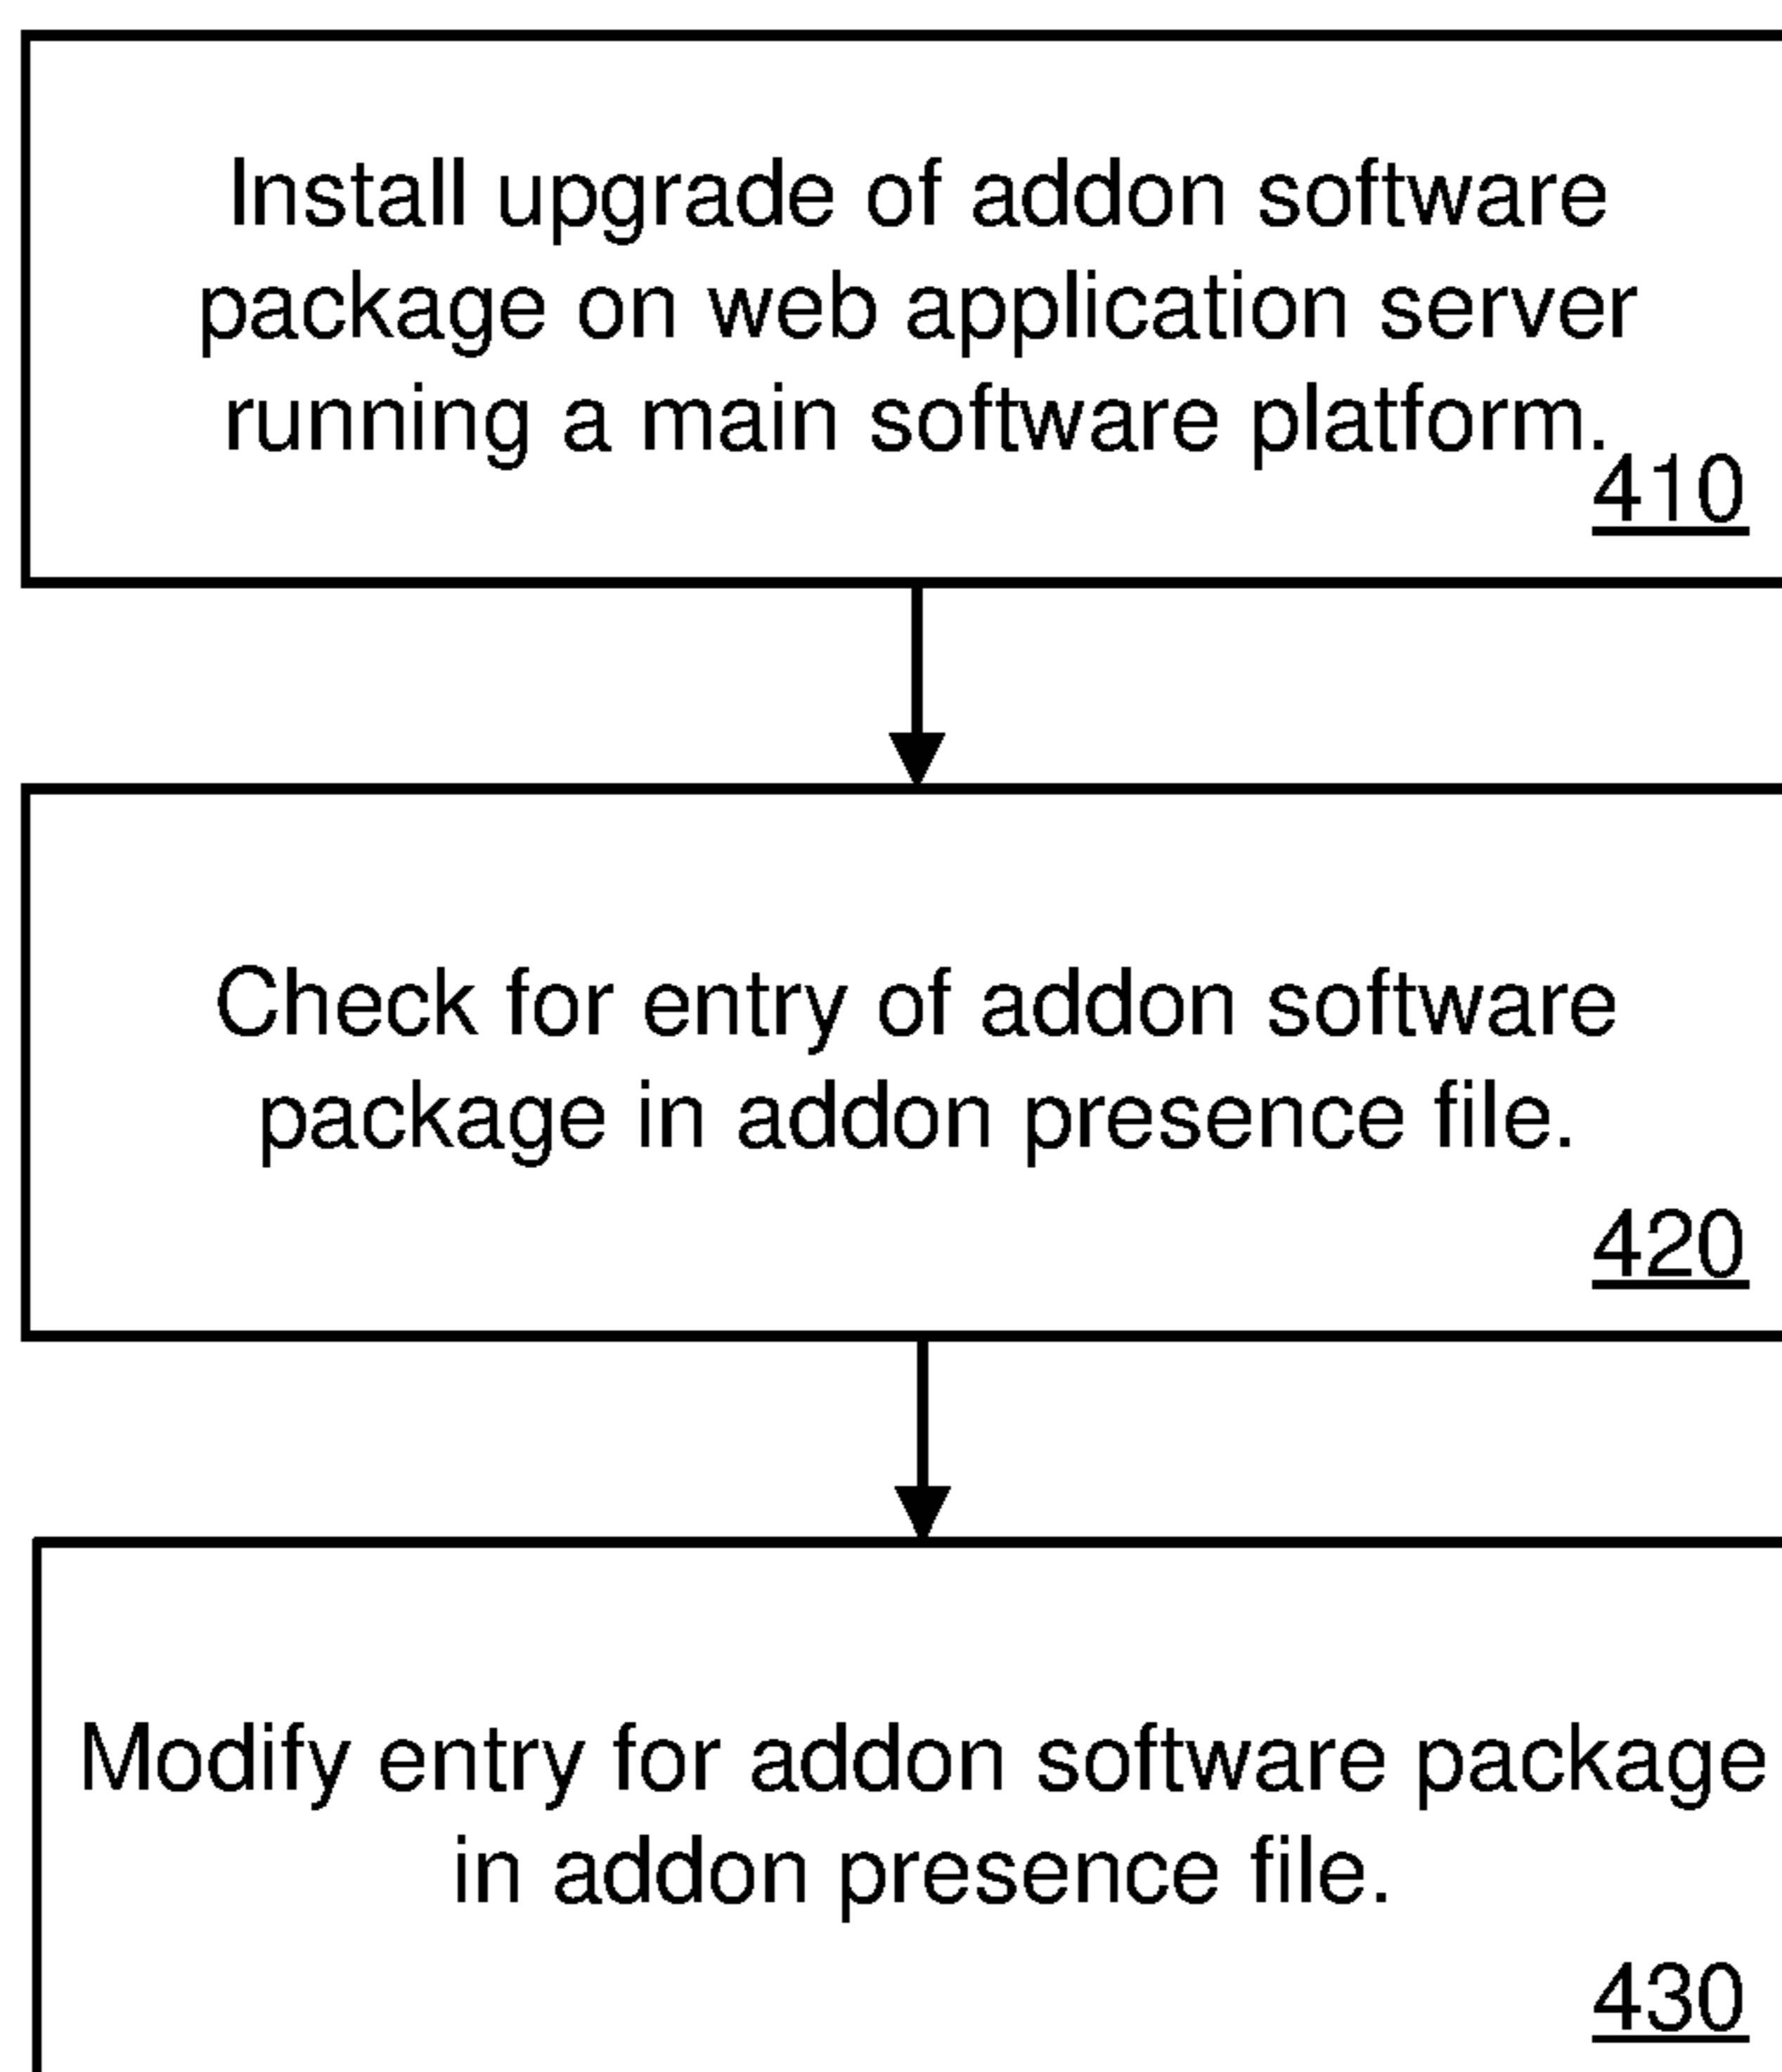 Install upgrade of addon software
package on web application server
running a main software platform.
410
Check for entry of addon software
package in addon presence file.
420
Modify entry for addon software package
in addon presence file.
430